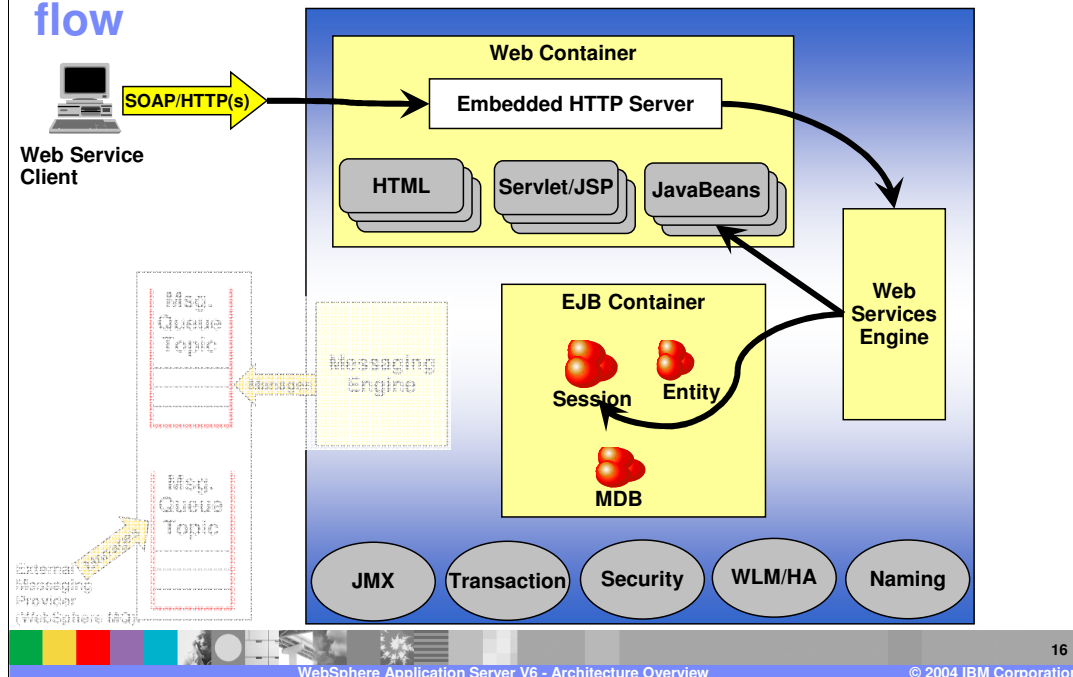 flow
Web Container
SOAP/HTTP(s)
Embedded HTTP Server
Web Service
Client
HTML
Servlet/JSP
JavaBeans
Msg.
Queue
Topic
Messaging
Engine
EJB Container
Session
Entity
MDB
Web
Services
Engine
Msg.
Queue
Topic
External
Messaging
Provider
(WebSphere MQ)
JMX
Transaction
Security
WLM/HA
Naming
16
WebSphere Application Server V6 - Architecture Overview
© 2004 IBM Corporation